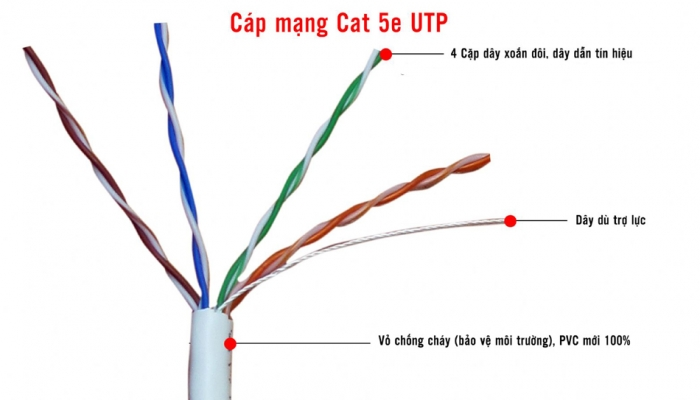 Cáp mạng Cat 5e UTP
4 Cặp dây xoắn đôi, dây dẫn tín hiệu
Dây dù trợ lực
Vỏ chống cháy (bảo vệ môi trường), PVC mới 100%